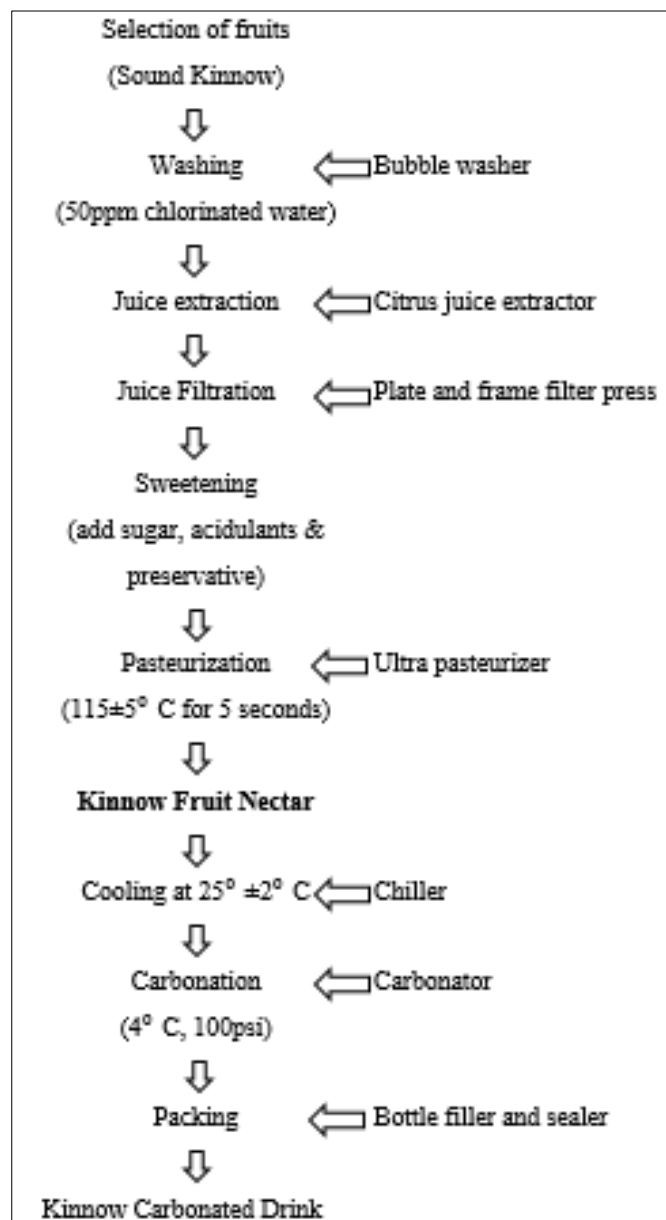 Selection of fruits
(Sound Kinnow)
Washing Bubble washer
(50ppm chlorinated water)
Juice extraction Citrus juice extractor
Juice Filtration Plate and frame filter press
Sweetening
(add sugar, acidulants &
preservative)
Pasteurization Ultra pasteurizer
(115±5° C for 5 seconds)
Kinnow Fruit Nectar
Cooling at 25° ±2° C Chiller
Carbonation Carbonator
(4° C, 100psi)
Packing Bottle filler and sealer
Kinnow Carbonated Drink